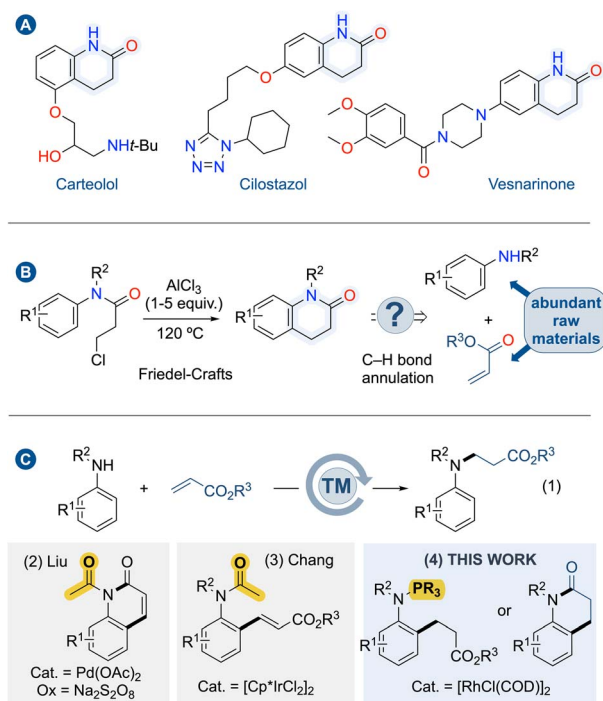 A
H
N
O
O
OH
NHt-Bu
Carteolol
H
N
O
O
N
N
N
N
Cilostazol
H
N
O
N
N
O
O
O
Vesnarinone
B
R2
N
O
R1
Cl
AlCl3
(1-5 equiv.)
120 ºC
Friedel-Crafts
R2
N
O
R1
?
C–H bond
annulation
NHR2
R1
+
R3O
O
abundant
raw
materials
C
R2
NH
R1
+
CO2R3
TM
R2
N
CO2R3
R1
(1)
(2) Liu
O
O
N
R1
Cat. = Pd(OAc)2
Ox = Na2S2O8
(3) Chang
O
R2
N
CO2R3
R1
Cat. = [Cp*IrCl2]2
(4) THIS WORK
R2
N
PR3
R1
CO2R3
or
R2
N
O
R1
Cat. = [RhCl(COD)]2